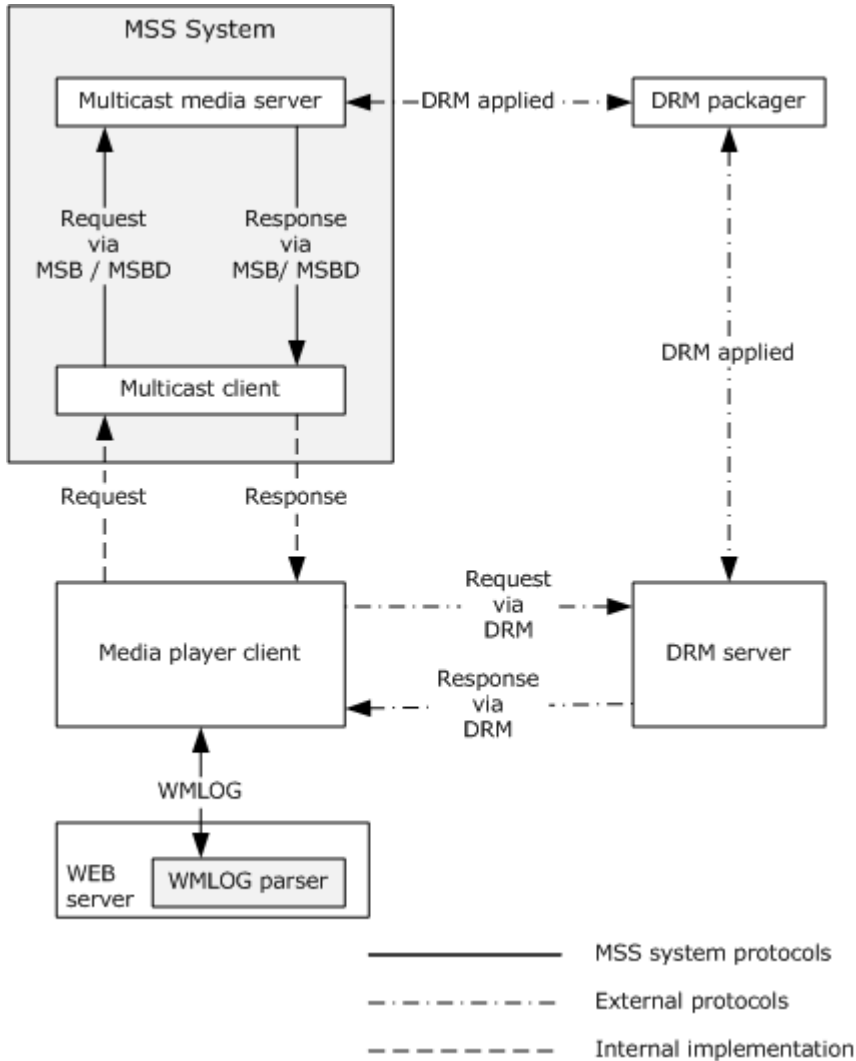 MSS System
Multicast media server
DRM applied
DRM packager
Request
via
MSB / MSBD
Response
via
MSB/ MSBD
DRM applied
Multicast client
Request
Response
Media player client
Request
via
DRM
Response
via
DRM
DRM server
WMLOG
WEB
server
WMLOG parser
MSS system protocols
External protocols
Internal implementation